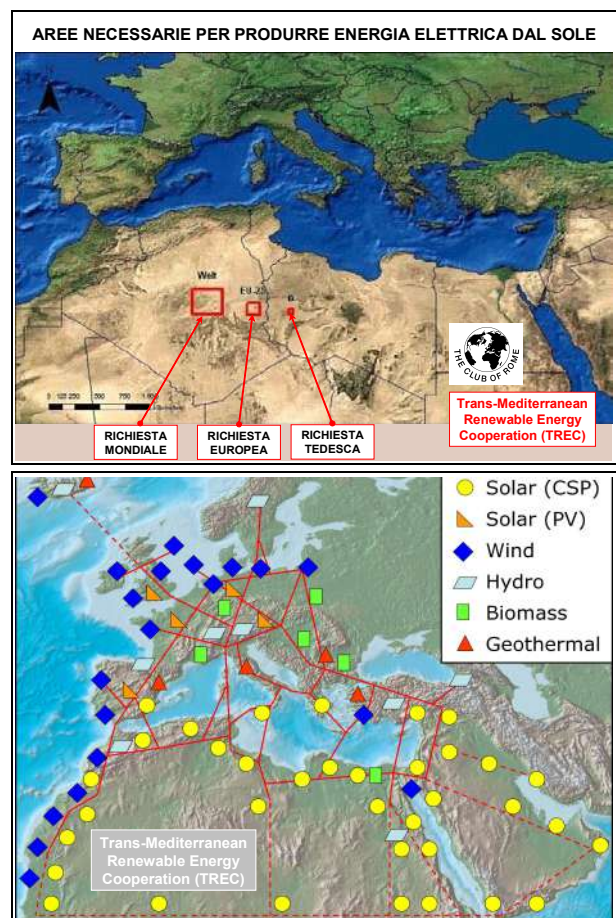 AREE NECESSARIE PER PRODURRE ENERGIA ELETTRICA DAL SOLE
Welt
EU-25
THE CLUB OF ROME
Trans-Mediterranean
Renewable Energy
Cooperation (TREC)
RICHIESTA
MONDIALE
RICHIESTA
EUROPEA
RICHIESTA
TEDESCA
Solar (CSP)
Solar (PV)
Wind
Hydro
Biomass
Geothermal
Trans-Mediterranean
Renewable Energy
Cooperation (TREC)